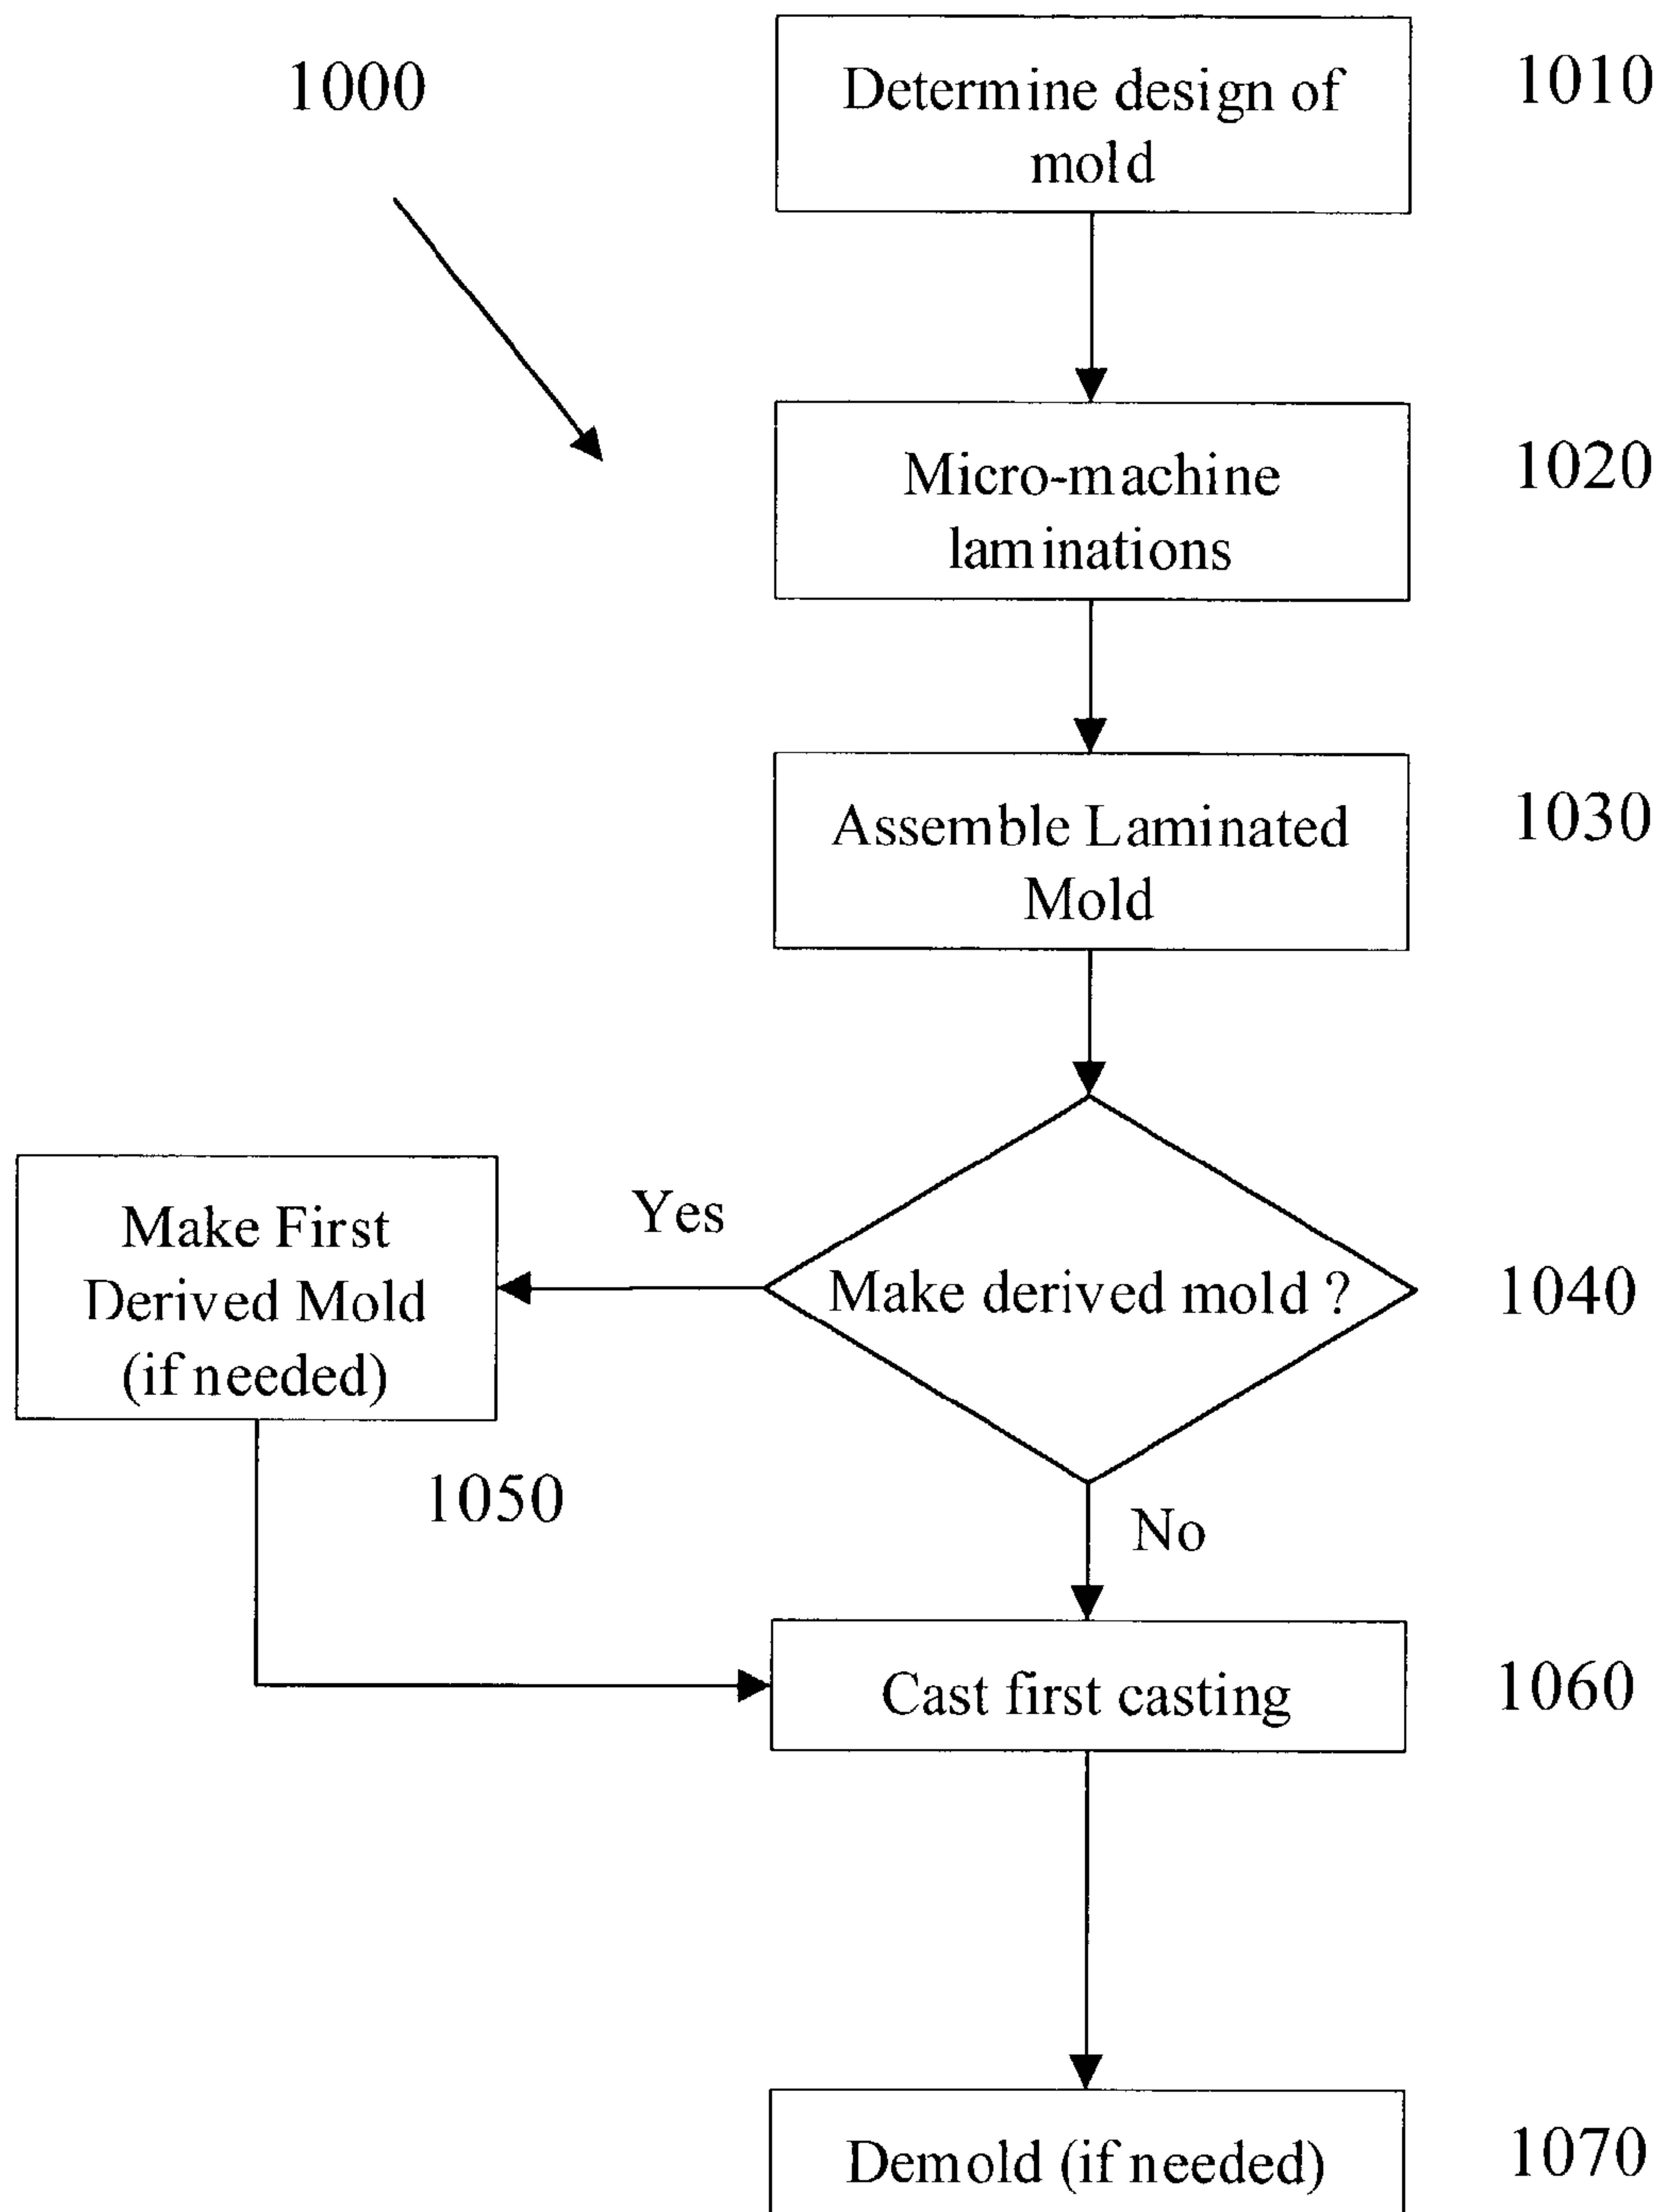 1000
Determine design of
mold
1010
Micro-machine
laminations
1020
Assemble Laminated
Mold
1030
Make First
Derived Mold
(if needed)
Yes
Make derived mold ?
1040
1050
No
Cast first casting
1060
Demold (if needed)
1070